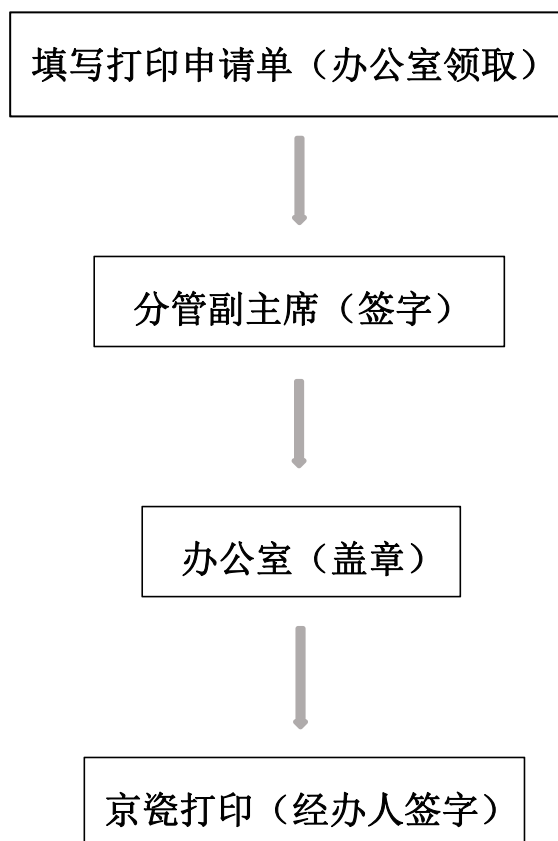 填写打印申请单（办公室领取）
分管副主席（签字）
办公室（盖章）
京瓷打印（经办人签字）